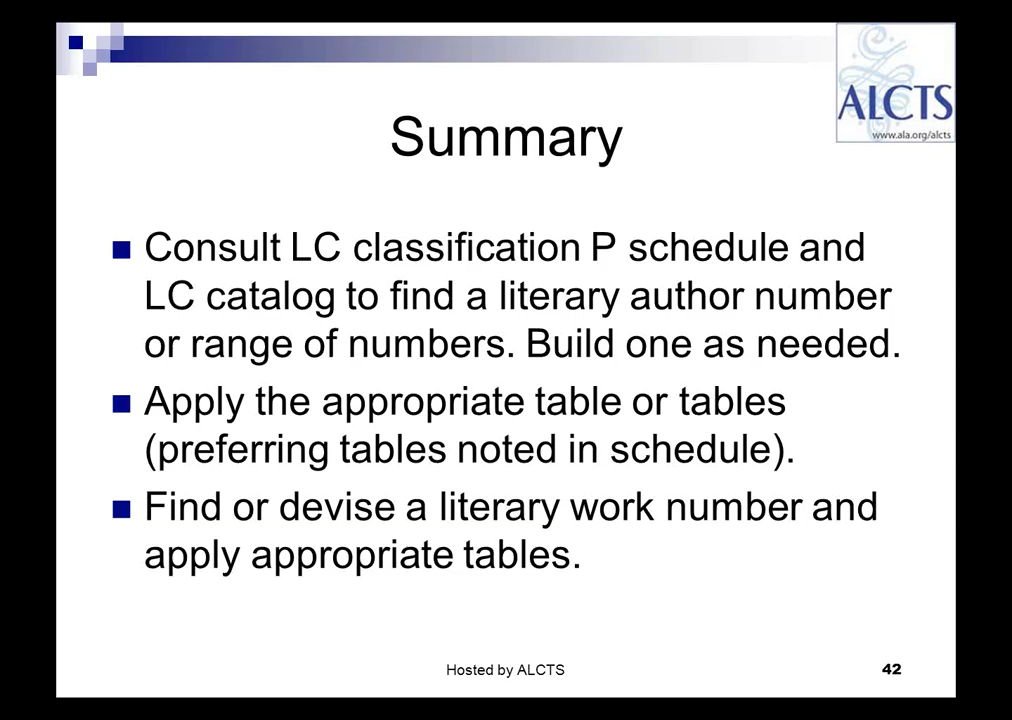 ALCTS
www.ala.org/alcts
Summary
Consult LC classification P schedule and
LC catalog to find a literary author number
or range of numbers. Build one as needed.
Apply the appropriate table or tables
(preferring tables noted in schedule).
Find or devise a literary work number and
apply appropriate tables.
Hosted by ALCTS
42